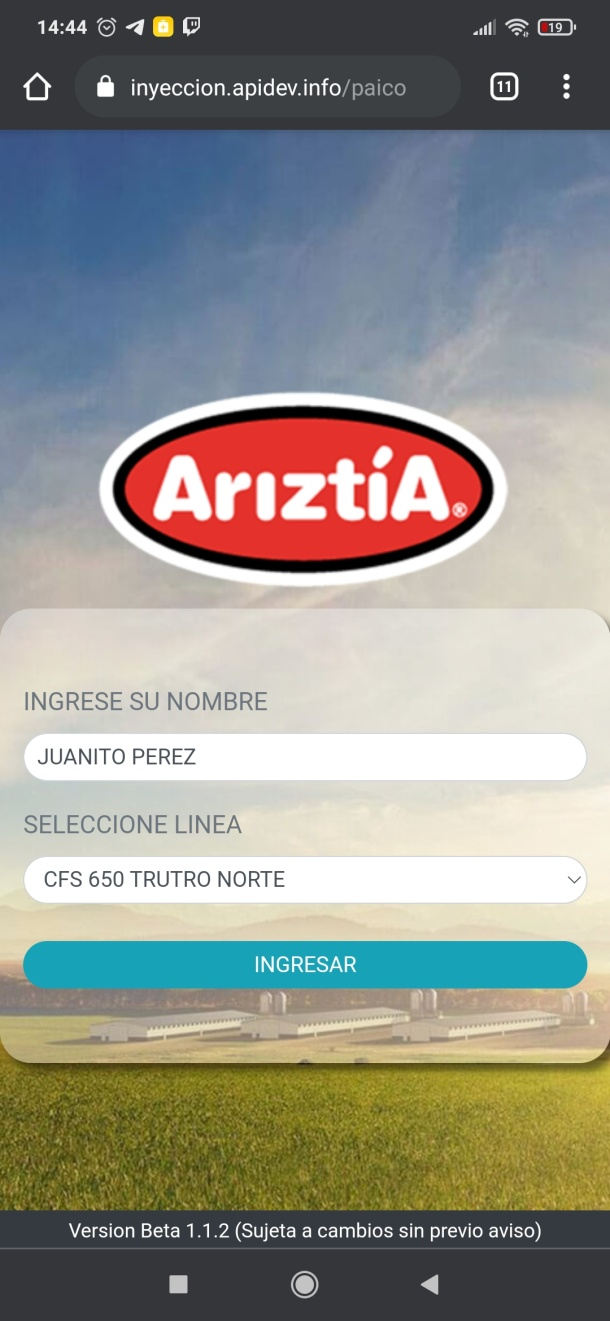 14:44
19
inyeccion.apidev.info/paico
11
AriztíA®
INGRESE SU NOMBRE
JUANITO PEREZ
SELECCIONE LINEA
CFS 650 TRUTRO NORTE
INGRESAR
Version Beta 1.1.2 (Sujeta a cambios sin previo aviso)